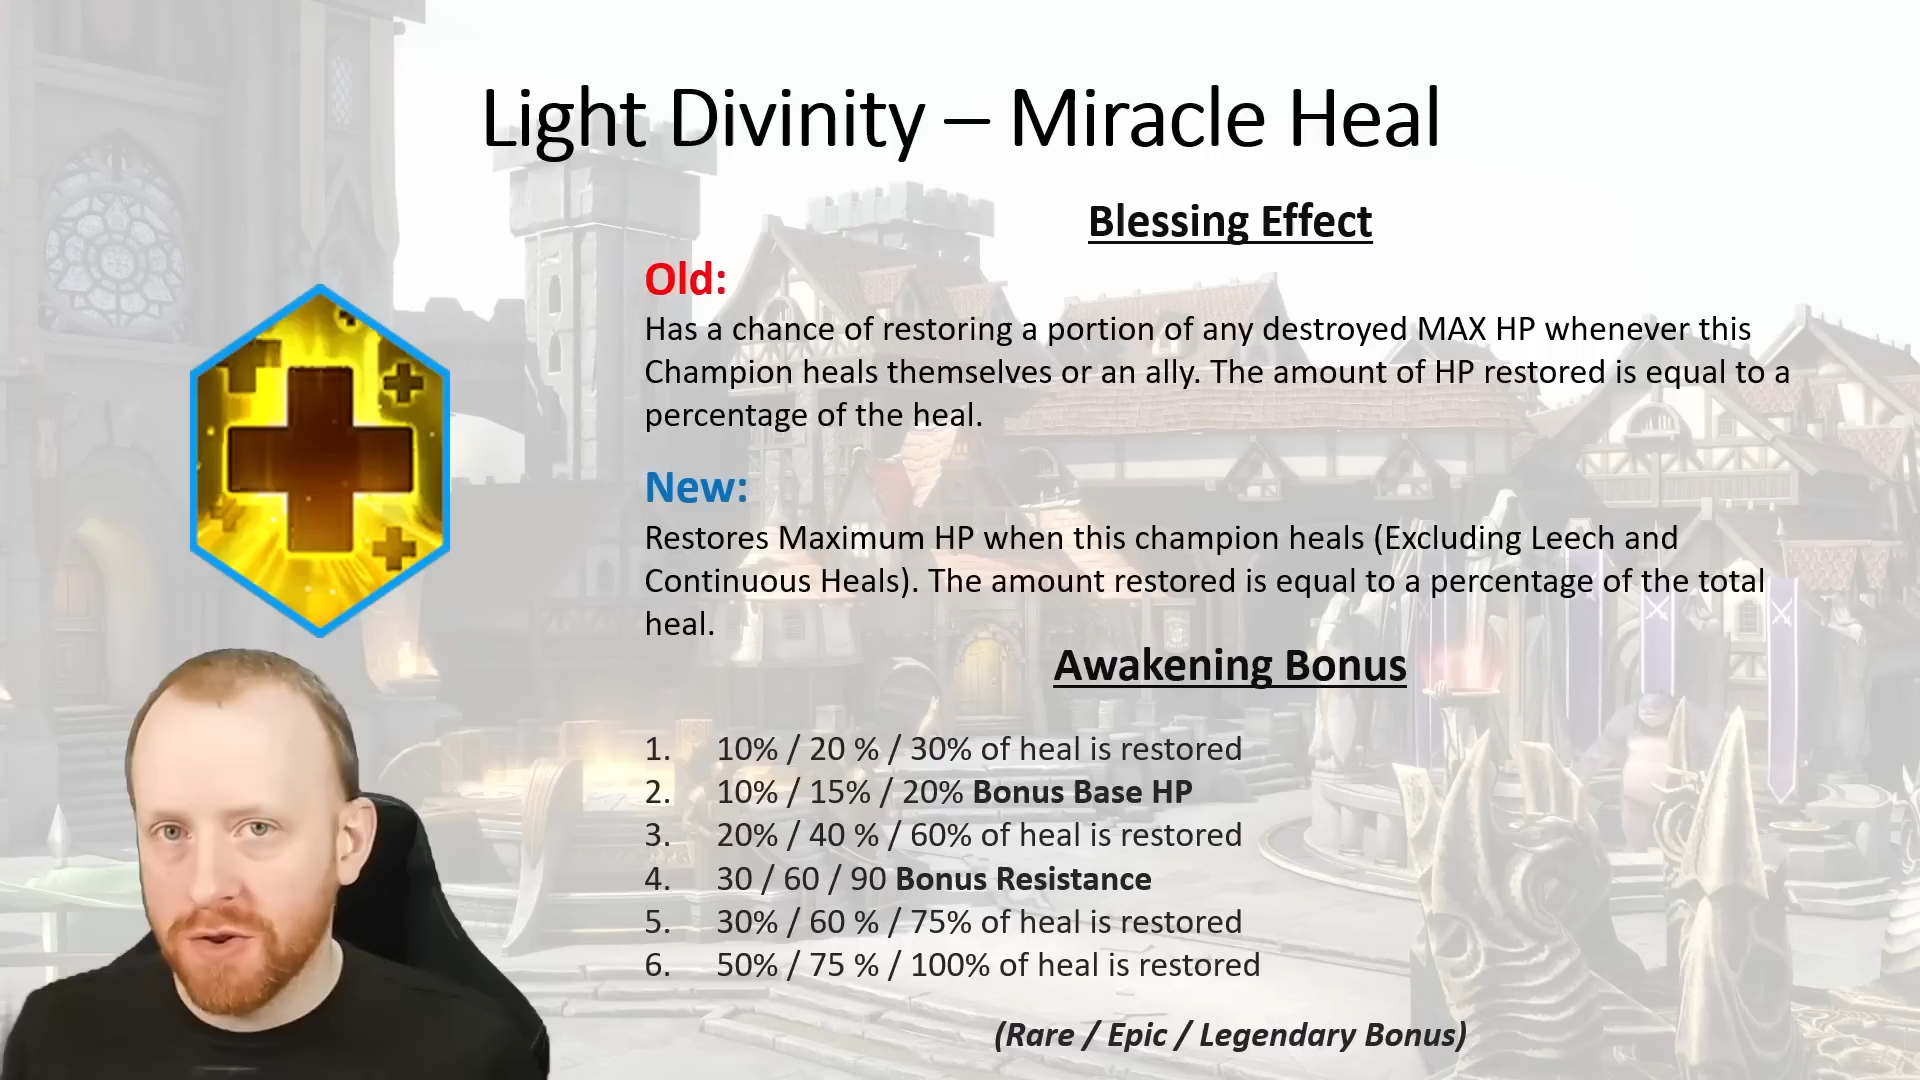 Light Divinity – Miracle Heal
Blessing Effect
Old:
Has a chance of restoring a portion of any destroyed MAX HP whenever this
Champion heals themselves or an ally. The amount of HP restored is equal to a
percentage of the heal.
New:
Restores Maximum HP when this champion heals (Excluding Leech and
Continuous Heals). The amount restored is equal to a percentage of the total
heal.
Awakening Bonus
1. 10% / 20 % / 30% of heal is restored
2. 10% / 15% / 20% Bonus Base HP
3. 20% / 40 % / 60% of heal is restored
4. 30 / 60 / 90 Bonus Resistance
5. 30% / 60 % / 75% of heal is restored
6. 50% / 75 % / 100% of heal is restored
(Rare / Epic / Legendary Bonus)